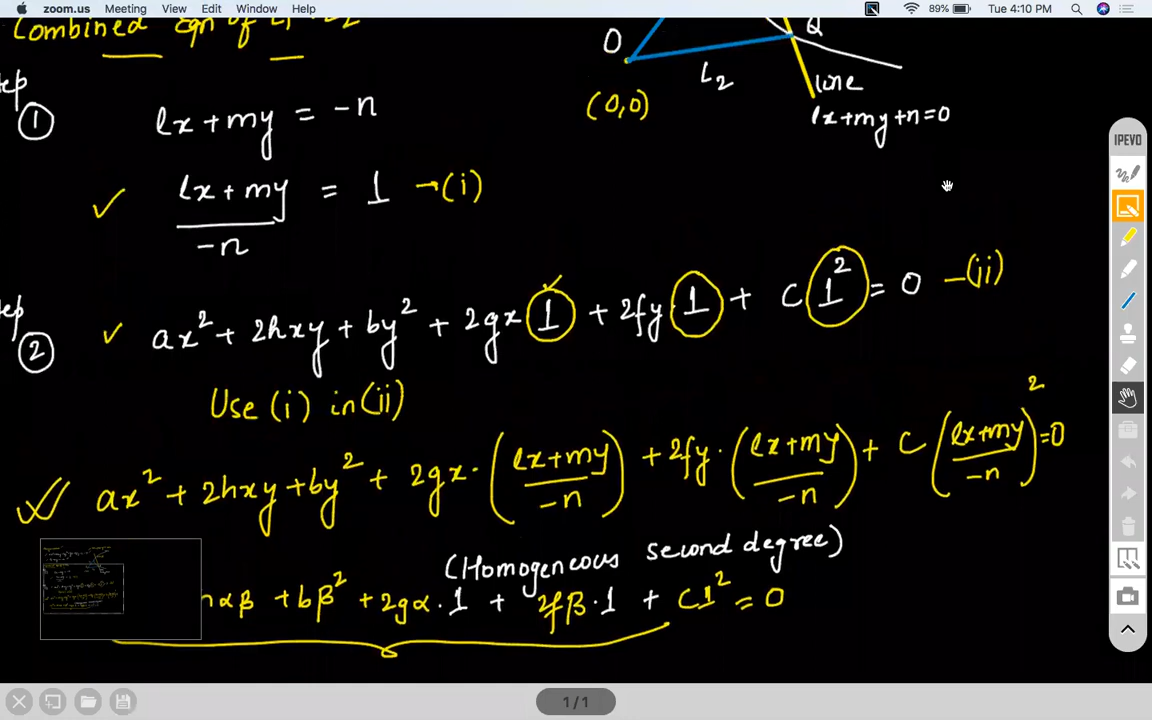 zoom.us Meeting View Edit Window Help 89% Tue 4:10 PM
Combined eqn of L1 L2
O
Q
L2
(0,0)
line
lx+my+n=0
IPEVO
①
lx+my = -n
✓ (lx+my)/-n = 1 →(i)
②
✓ ax²+2hxy+by²+2gx 1+2fy 1+ c 1²=0 —(ii)
Use (i) in (ii)
ax²+2hxy+by²+2gx·((lx+my)/-n)+2fy·((lx+my)/-n)+c((lx+my)/-n)²=0
(Homogeneous second degree)
αβ+bβ²+2gα·1+2fβ·1+c1²=0
1/1